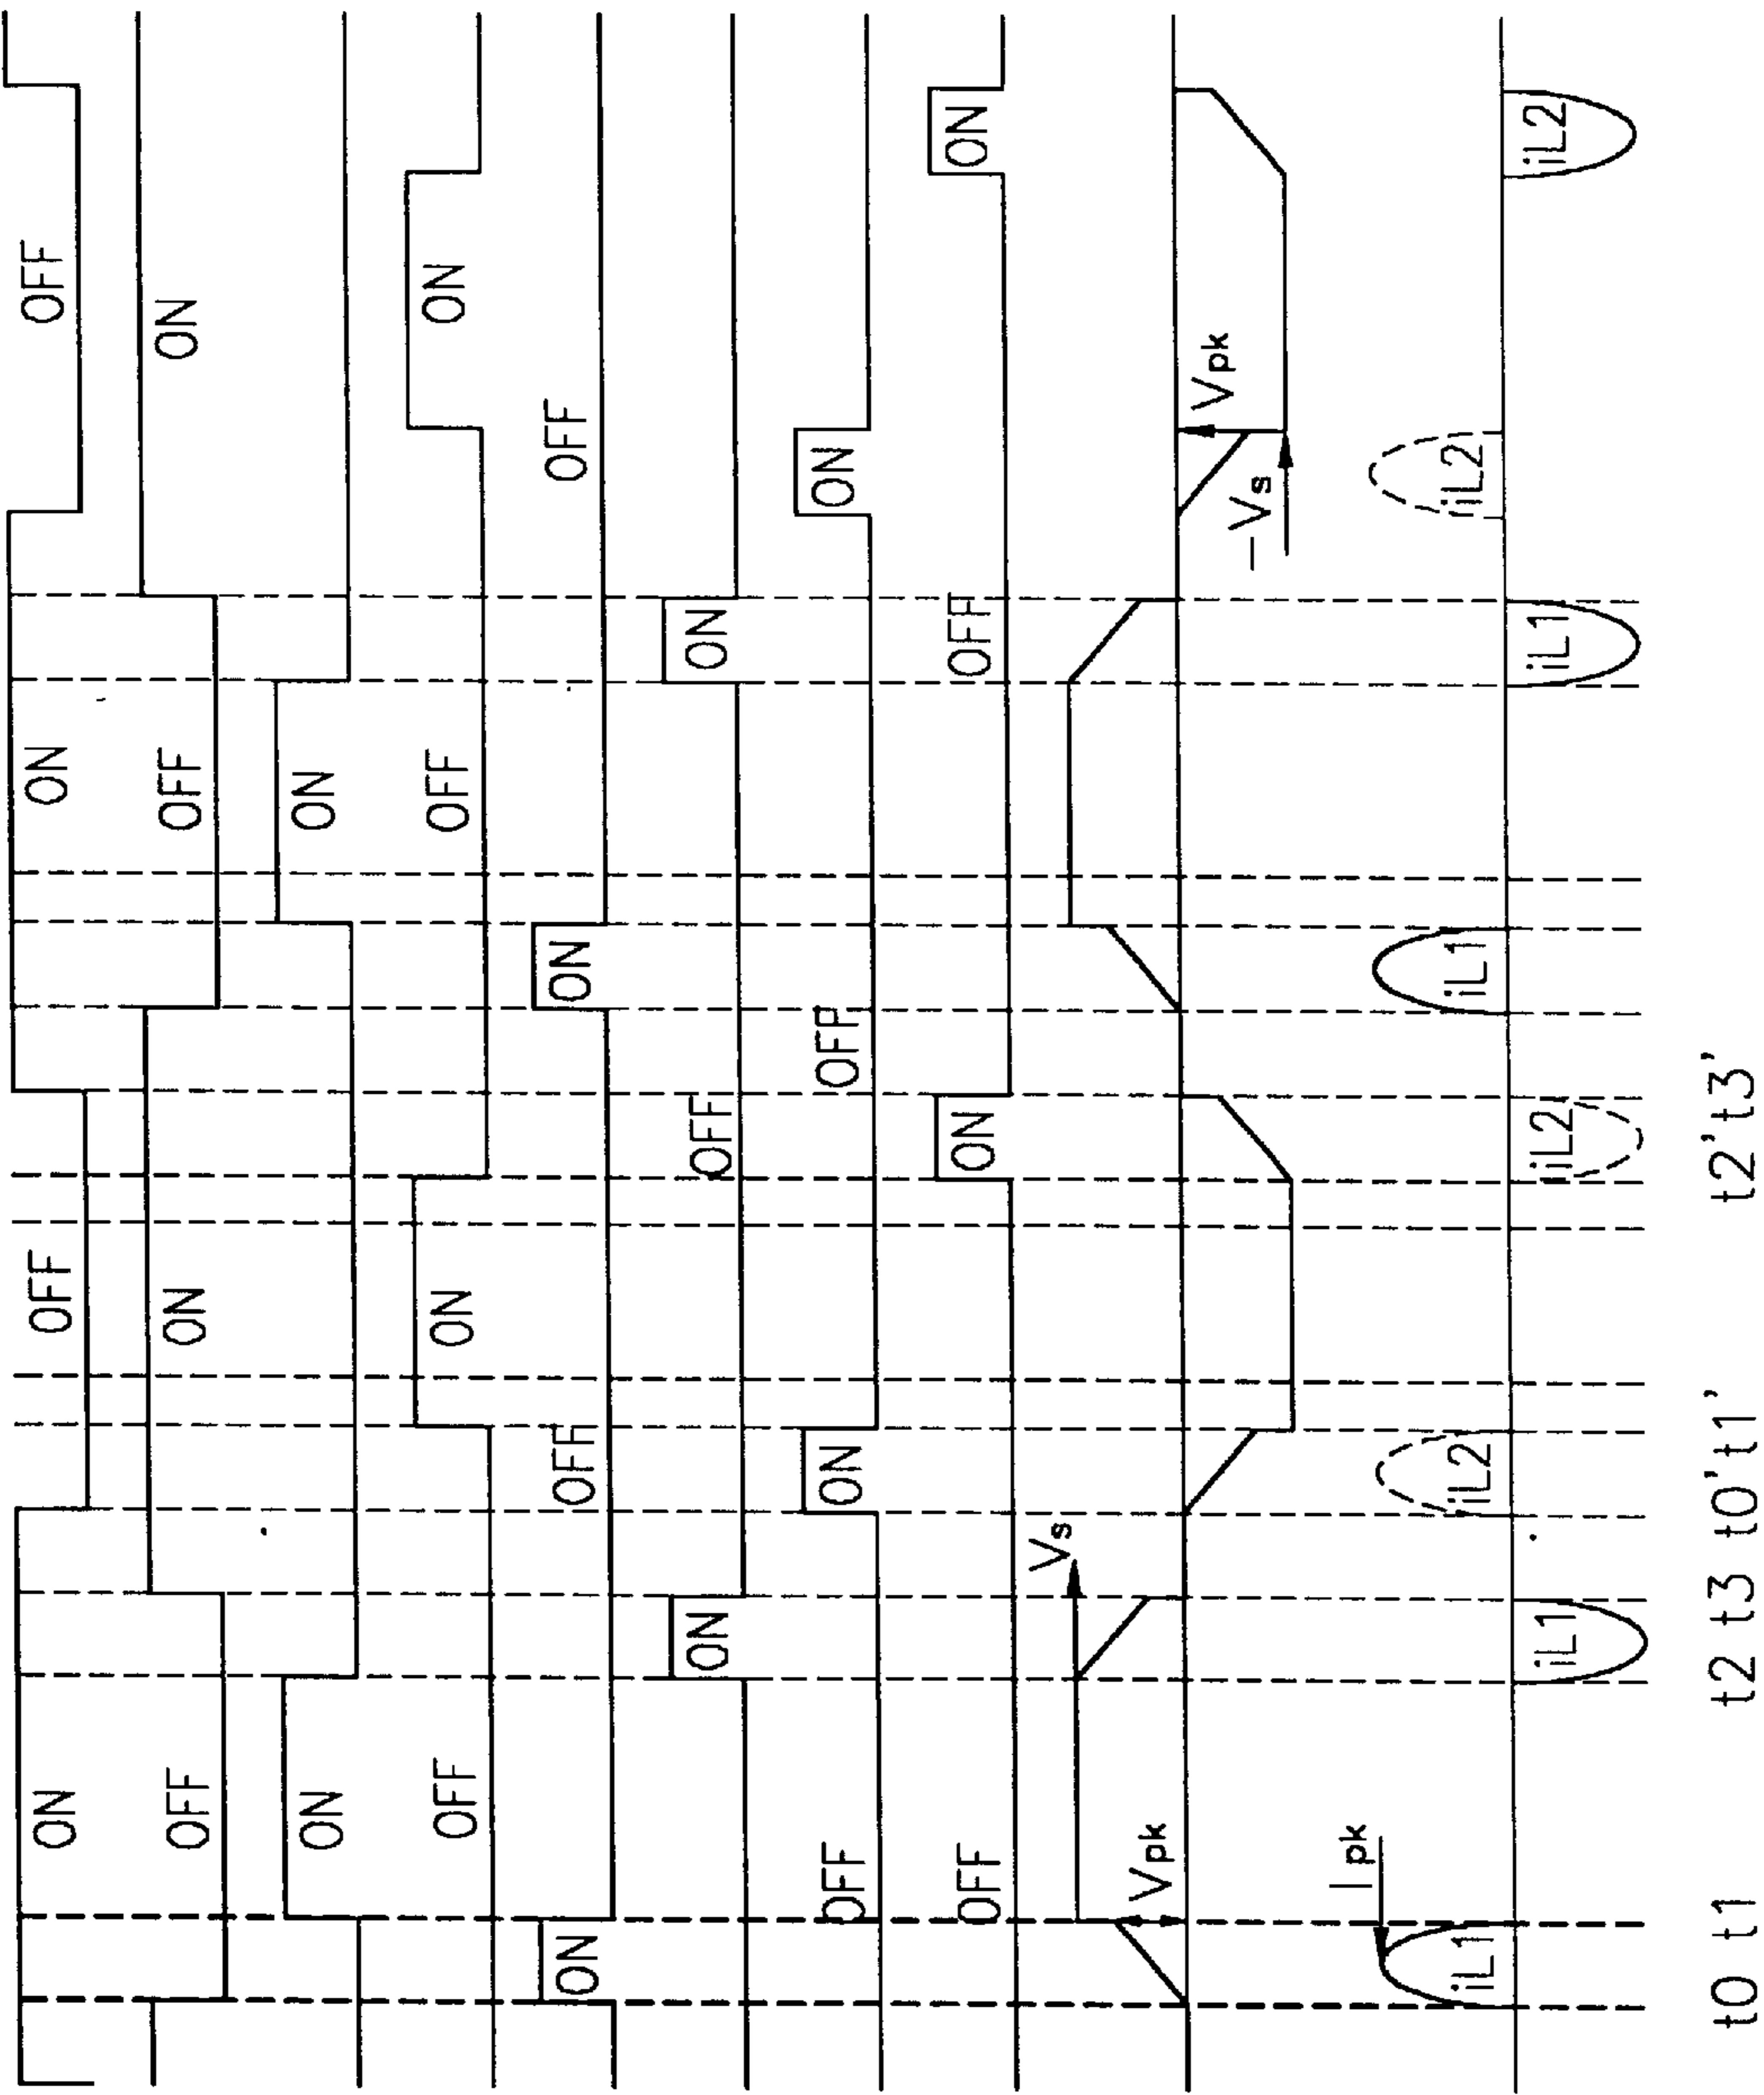 ON OFF ON OFF
OFF ON OFF ON
ON ON
OFF ON OFF ON
ON OFF ON OFF
ON OFF ON
OFF ON OFF ON
OFF ON OFF ON
Vs
Vpk
−Vs
Vpk
Ipk
iL1 iL2 iL1 iL2
iL1 iL2 iL1 iL2
t0 t1 t2 t3 t0' t1' t2' t3'